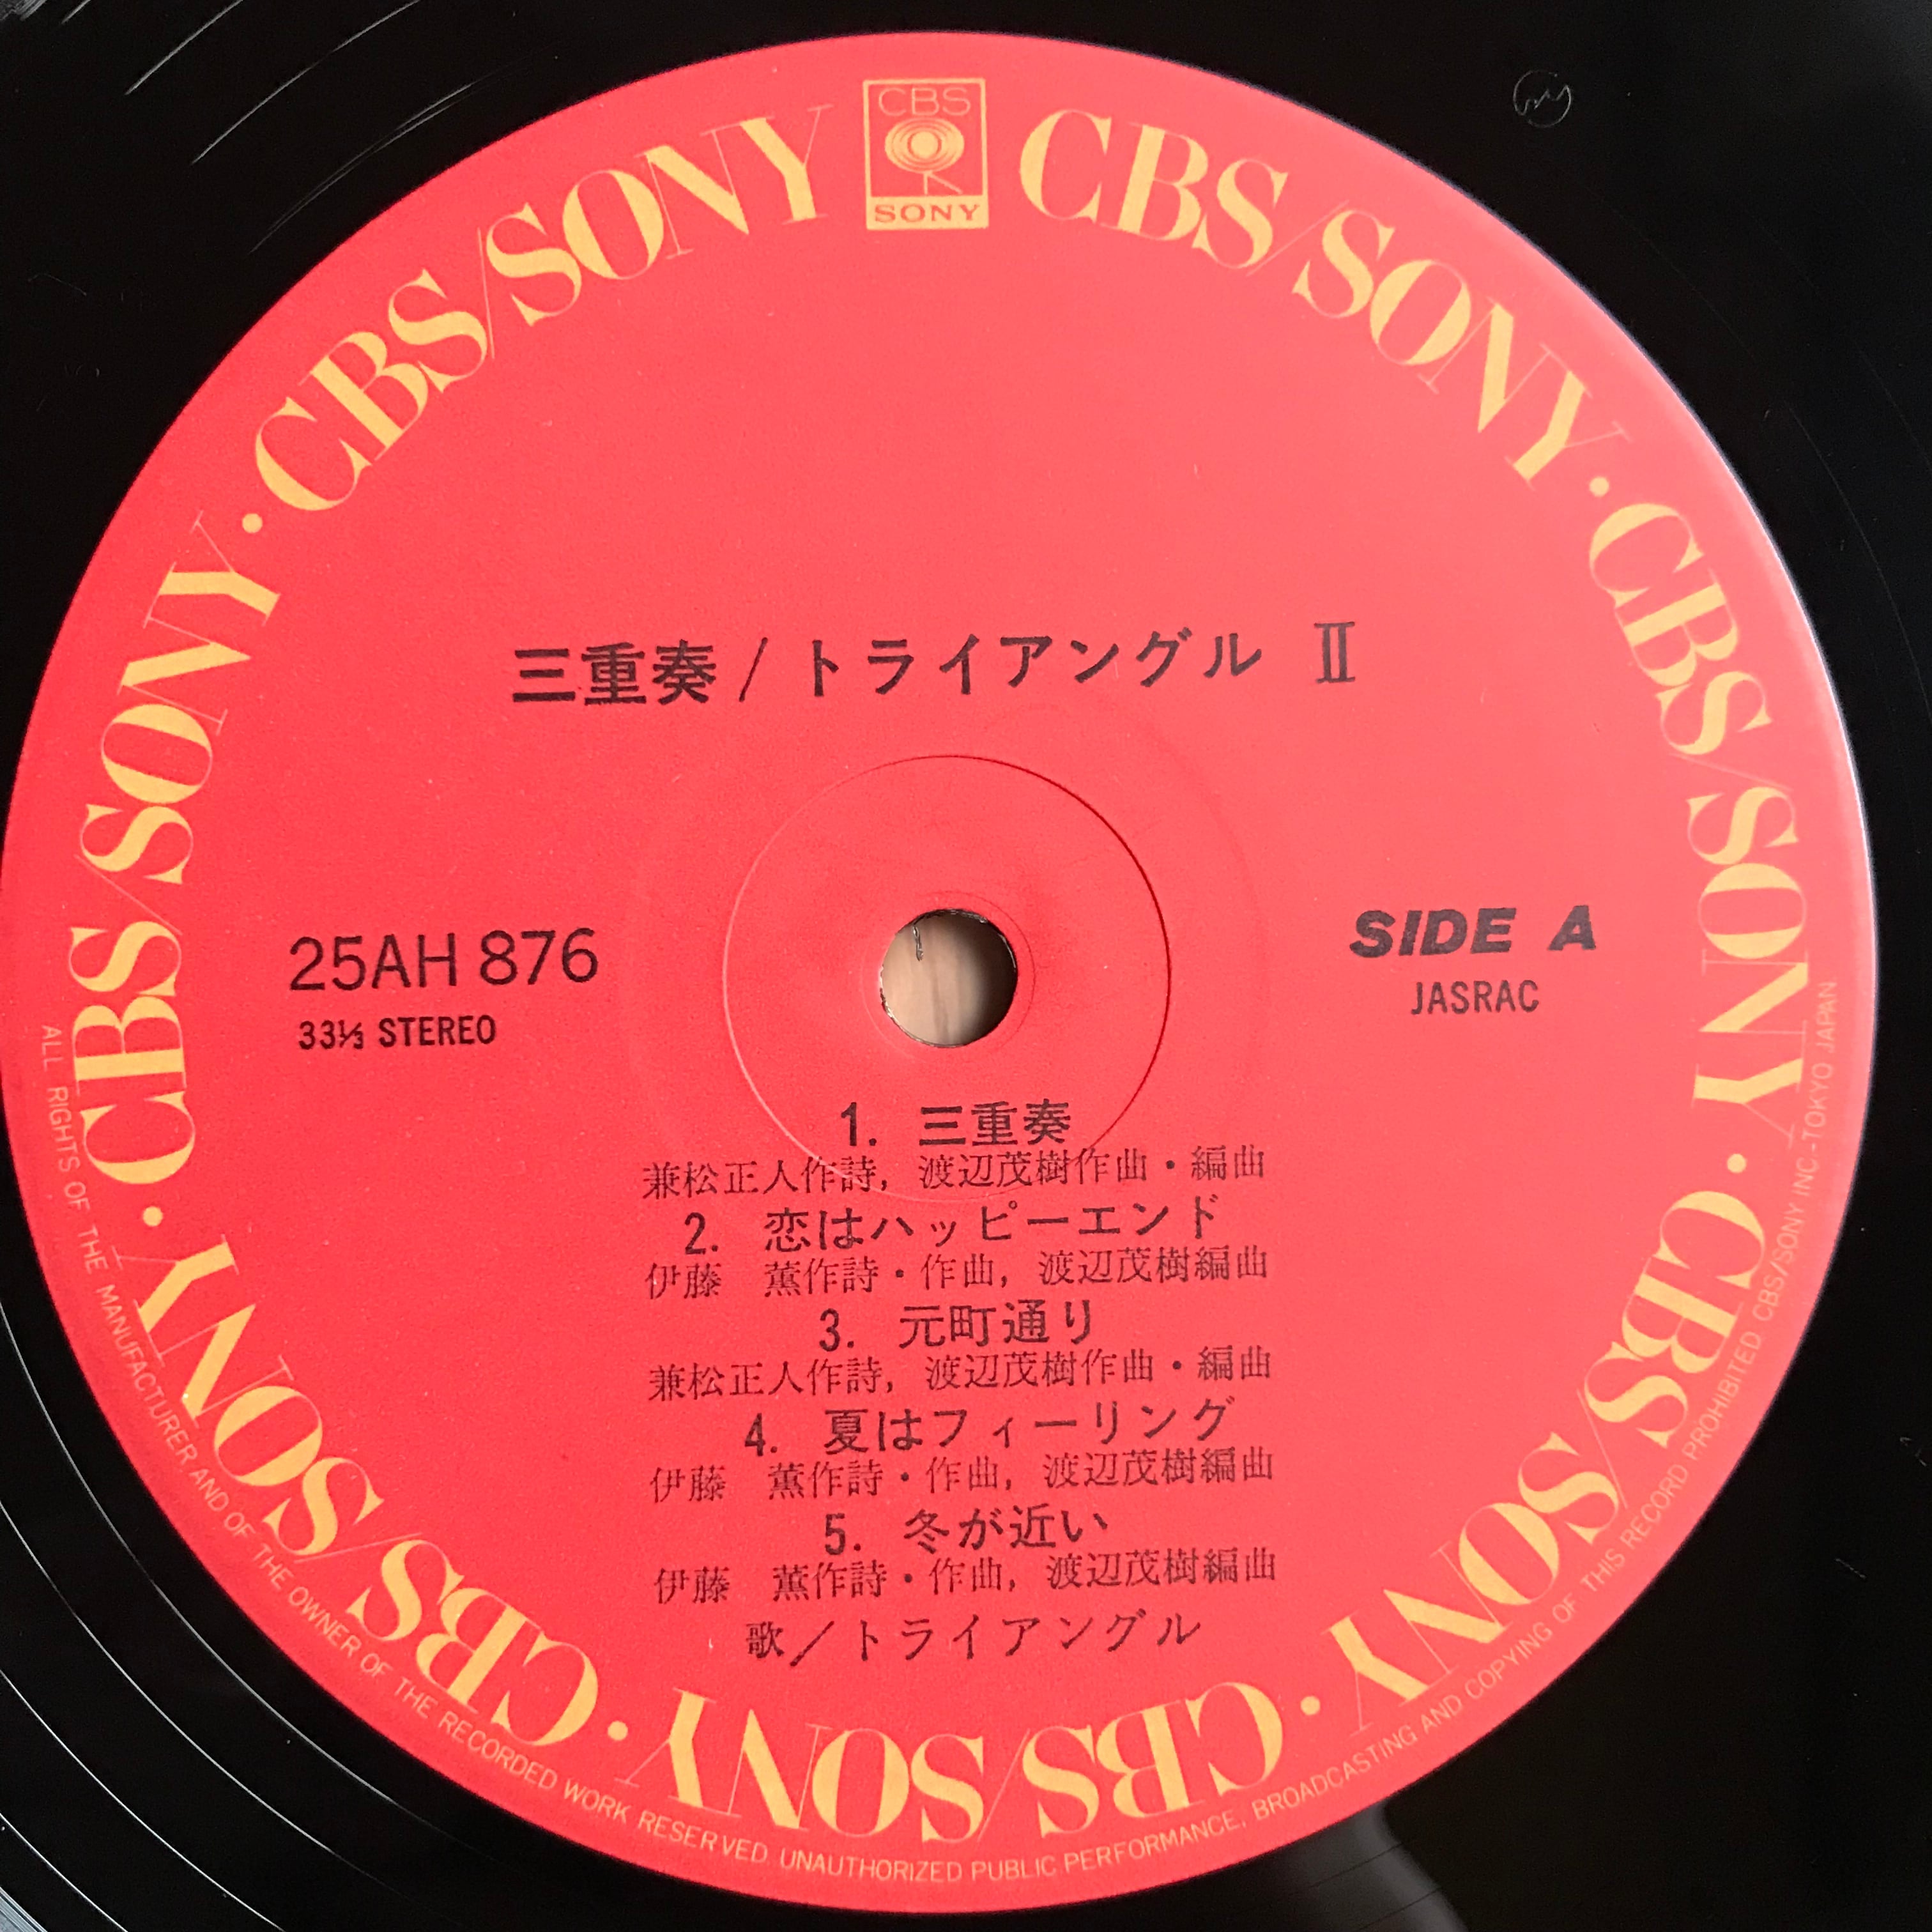 CBS
SONY
CBS/SONY · CBS/SONY · CBS/SONY · CBS/SONY · CBS/SONY · CBS/SONY · CBS/SONY
三重奏 / トライアングル II
25AH 876
33⅓ STEREO
SIDE A
JASRAC
1. 三重奏
兼松正人作詩, 渡辺茂樹作曲・編曲
2. 恋はハッピーエンド
伊藤 薫作詩・作曲, 渡辺茂樹編曲
3. 元町通り
兼松正人作詩, 渡辺茂樹作曲・編曲
4. 夏はフィーリング
伊藤 薫作詩・作曲, 渡辺茂樹編曲
5. 冬が近い
伊藤 薫作詩・作曲, 渡辺茂樹編曲
歌／トライアングル
ALL RIGHTS OF THE MANUFACTURER AND OF THE OWNER OF THE RECORDED WORK RESERVED. UNAUTHORIZED PUBLIC PERFORMANCE, BROADCASTING AND COPYING OF THIS RECORD PROHIBITED CBS/SONY INC.-TOKYO JAPAN